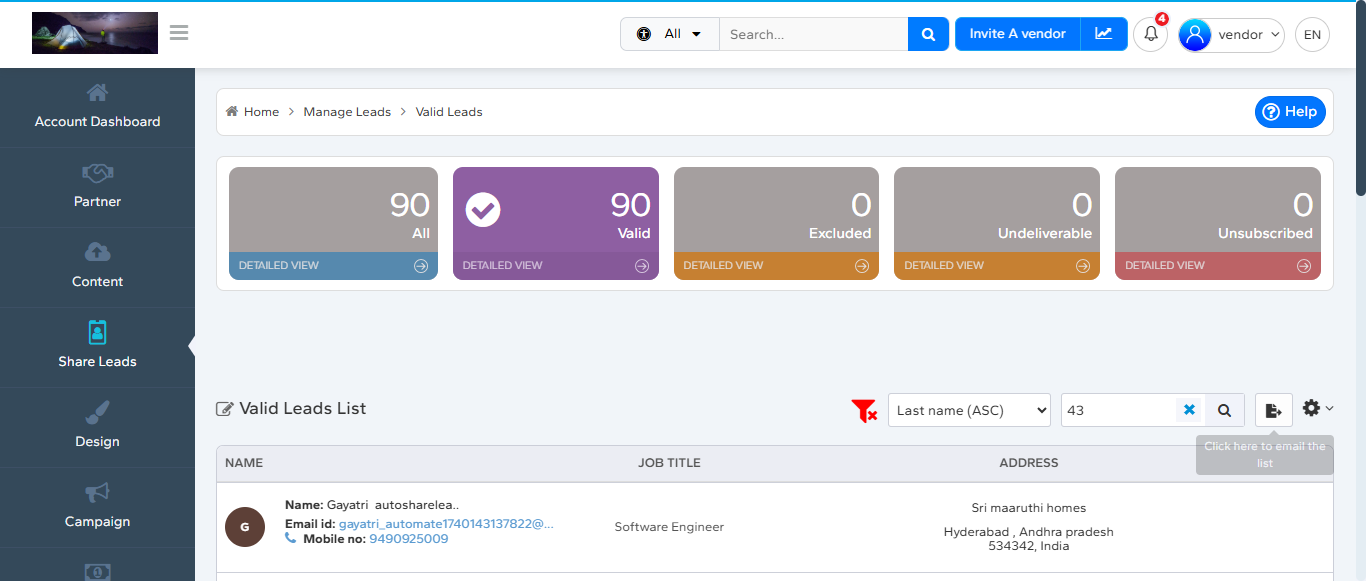 All
Search...
Invite A vendor
4
vendor
EN
Account Dashboard
Partner
Content
Share Leads
Design
Campaign
Home > Manage Leads > Valid Leads
Help
90
All
DETAILED VIEW
90
Valid
DETAILED VIEW
0
Excluded
DETAILED VIEW
0
Undeliverable
DETAILED VIEW
0
Unsubscribed
DETAILED VIEW
Valid Leads List
Last name (ASC)
43
Click here to email the
list
NAME JOB TITLE ADDRESS
G
Name: Gayatri autosharelea..
Email id: gayatri_automate1740143137822@...
Mobile no: 9490925009
Software Engineer
Sri maaruthi homes
Hyderabad , Andhra pradesh
534342, India